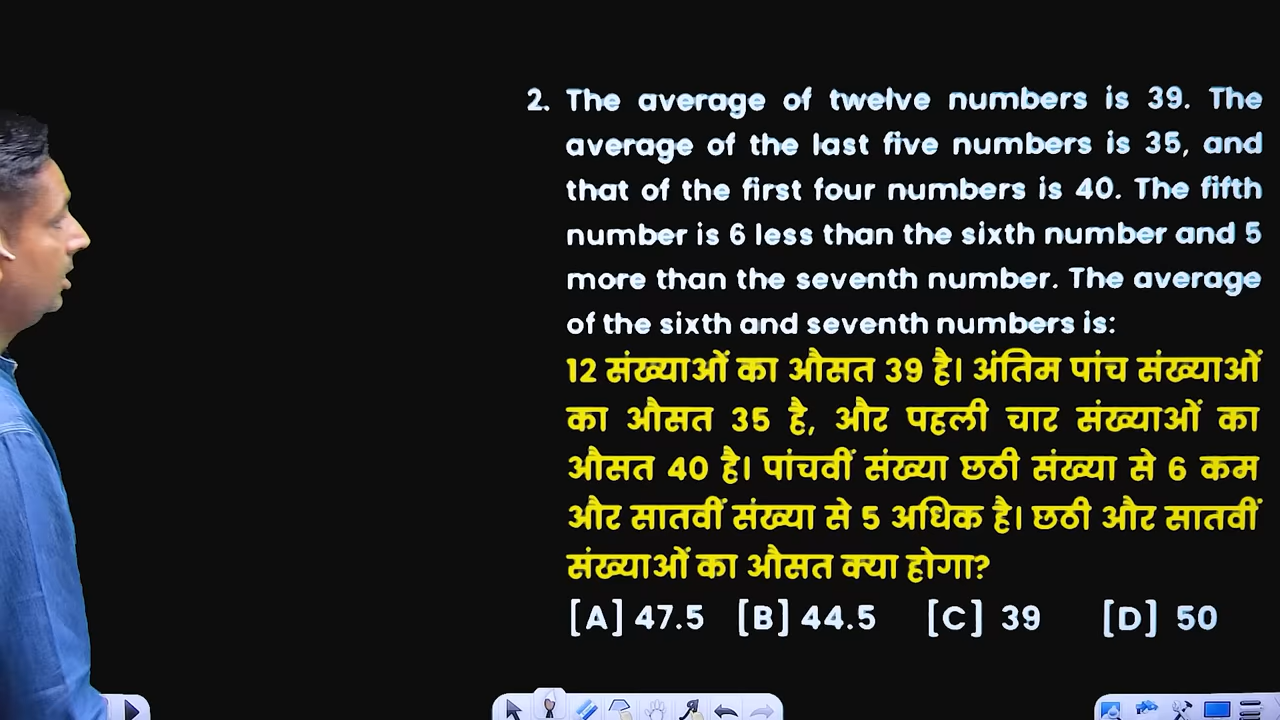 2. The average of twelve numbers is 39. The
average of the last five numbers is 35, and
that of the first four numbers is 40. The fifth
number is 6 less than the sixth number and 5
more than the seventh number. The average
of the sixth and seventh numbers is:
12 संख्याओं का औसत 39 है। अंतिम पांच संख्याओं
का औसत 35 है, और पहली चार संख्याओं का
औसत 40 है। पांचवीं संख्या छठी संख्या से 6 कम
और सातवीं संख्या से 5 अधिक है। छठी और सातवीं
संख्याओं का औसत क्या होगा?
[A] 47.5 [B] 44.5 [C] 39 [D] 50